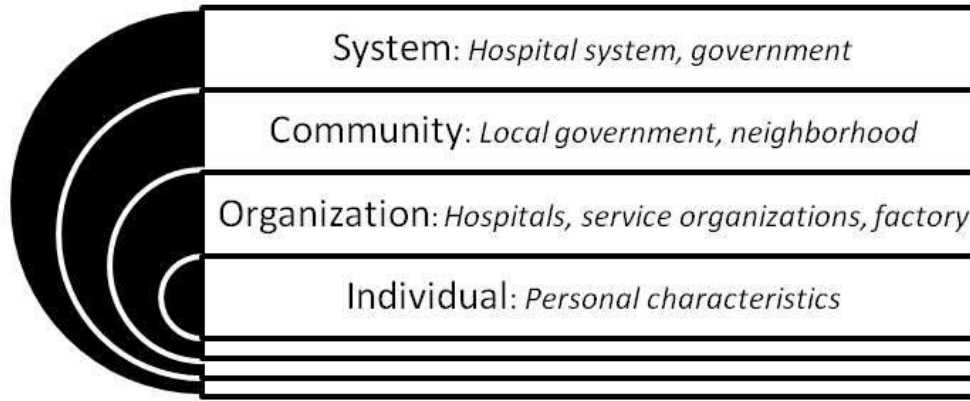 System: Hospital system, government
Community: Local government, neighborhood
Organization: Hospitals, service organizations, factory
Individual: Personal characteristics